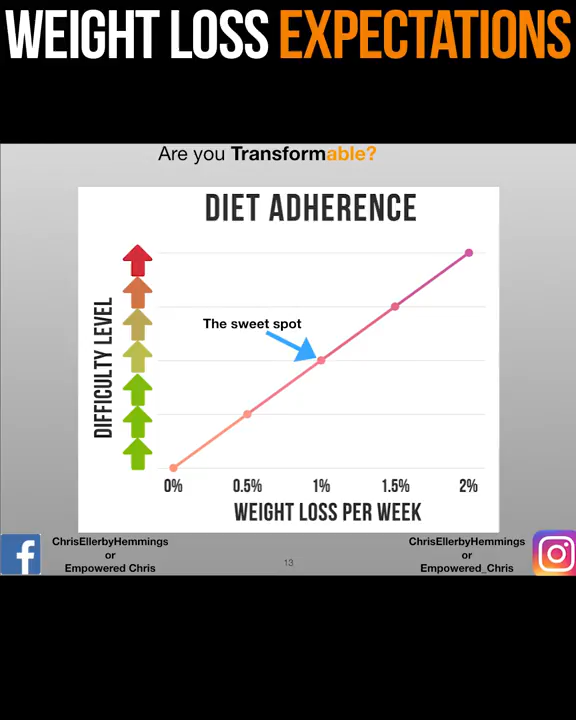 WEIGHT LOSS EXPECTATIONS
Are you Transformable?
DIET ADHERENCE
DIFFICULTY LEVEL
The sweet spot
0% 0.5% 1% 1.5% 2%
WEIGHT LOSS PER WEEK
ChrisEllerbyHemmings
or
Empowered Chris
13
ChrisEllerbyHemmings
or
Empowered_Chris